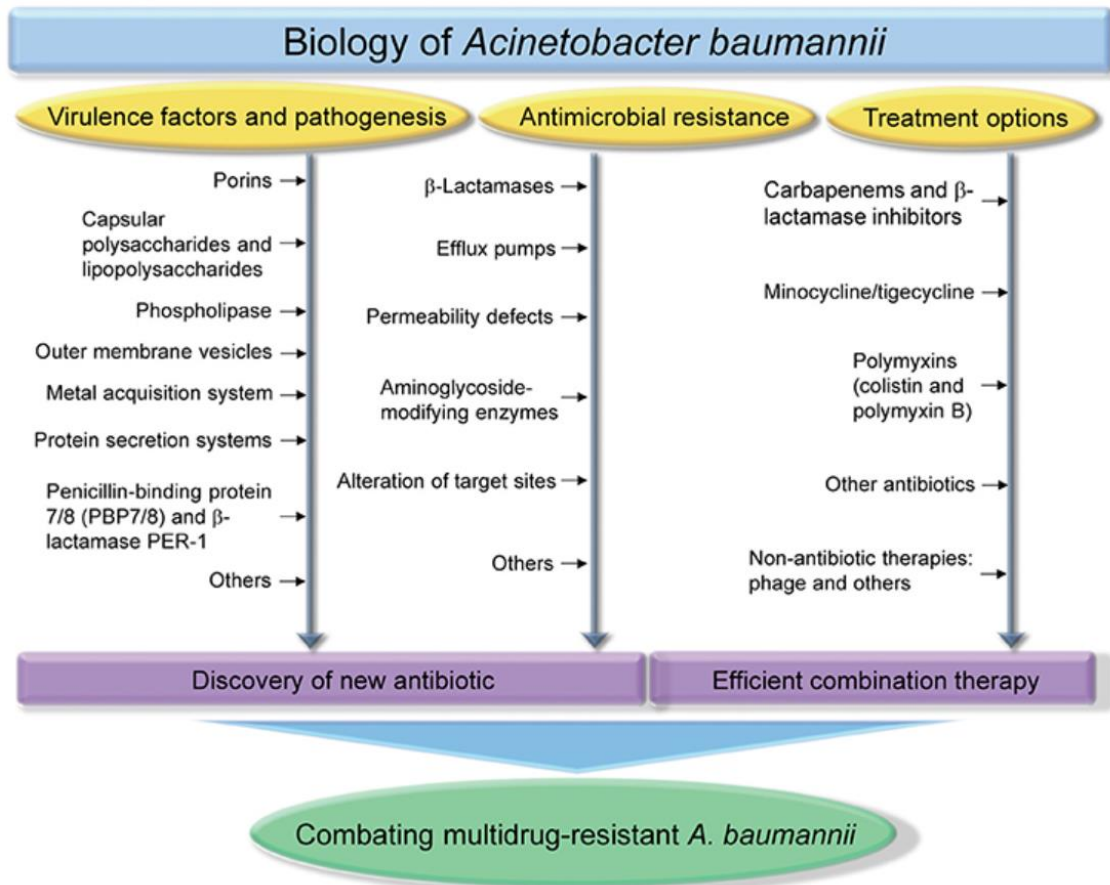 Biology of Acinetobacter baumannii
Virulence factors and pathogenesis
Porins
Capsular
polysaccharides and
lipopolysaccharides
Phospholipase
Outer membrane vesicles
Metal acquisition system
Protein secretion systems
Penicillin-binding protein
7/8 (PBP7/8) and β-
lactamase PER-1
Others
Antimicrobial resistance
β-Lactamases
Efflux pumps
Permeability defects
Aminoglycoside-
modifying enzymes
Alteration of target sites
Others
Treatment options
Carbapenems and β-
lactamase inhibitors
Minocycline/tigecycline
Polymyxins
(colistin and
polymyxin B)
Other antibiotics
Non-antibiotic therapies:
phage and others
Discovery of new antibiotic
Efficient combination therapy
Combating multidrug-resistant A. baumannii